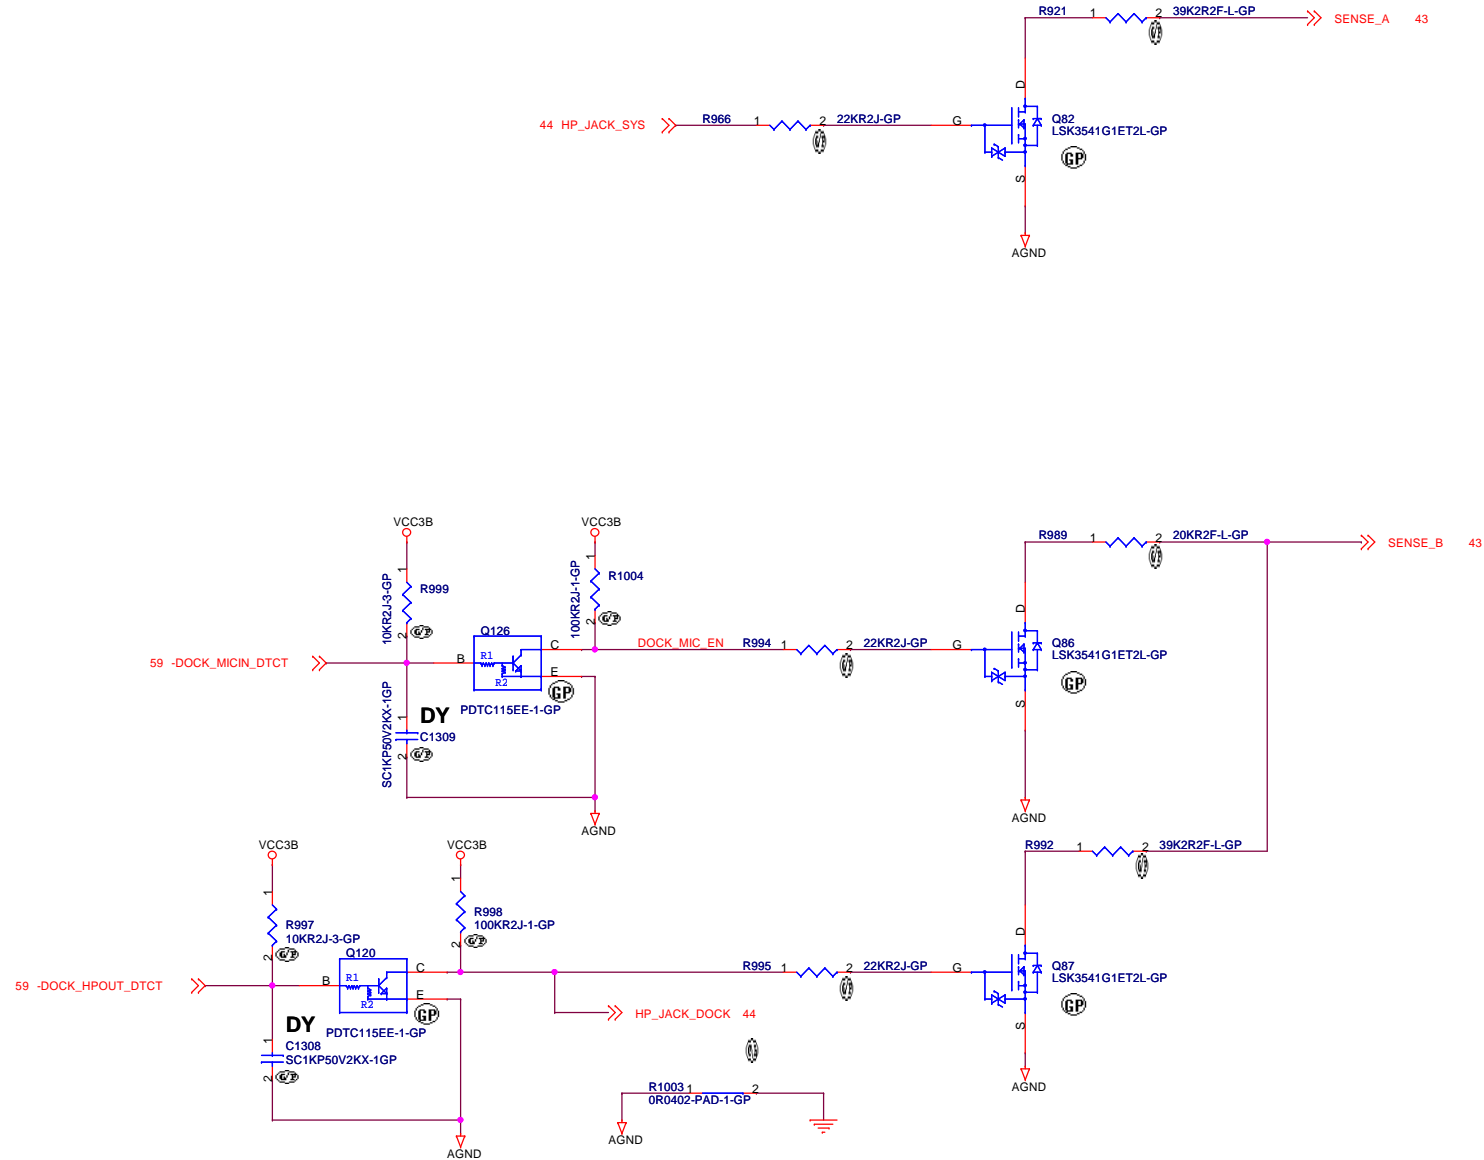 R921 1 2 39K2R2F-L-GP SENSE_A 43
D
44 HP_JACK_SYS R966 1 2 22KR2J-GP G Q82
LSK3541G1ET2L-GP
GP
S
AGND
VCC3B VCC3B
R989 1 2 20KR2F-L-GP SENSE_B 43
1 10KR2J-3-GP R999 2 G/P
1 100KR2J-1-GP R1004 2 G/P
D
Q126
59 -DOCK_MICIN_DTCT B R1 R2 C E
DOCK_MIC_EN R994 1 2 22KR2J-GP G Q86
LSK3541G1ET2L-GP
GP
GP
S
PDTC115EE-1-GP
SC1KP50V2KX-1GP 1 DY
C1309
2 G/P
AGND
AGND
VCC3B VCC3B
R992 1 2 39K2R2F-L-GP
1 R997
10KR2J-3-GP
2 G/P
1 R998
100KR2J-1-GP
2 G/P
D
Q120
59 -DOCK_HPOUT_DTCT B R1 R2 C E
R995 1 2 22KR2J-GP G Q87
LSK3541G1ET2L-GP
GP
GP
S
HP_JACK_DOCK 44
PDTC115EE-1-GP
DY
1 C1308
SC1KP50V2KX-1GP
2 G/P
AGND
R1003 1 2
0R0402-PAD-1-GP
AGND
AGND